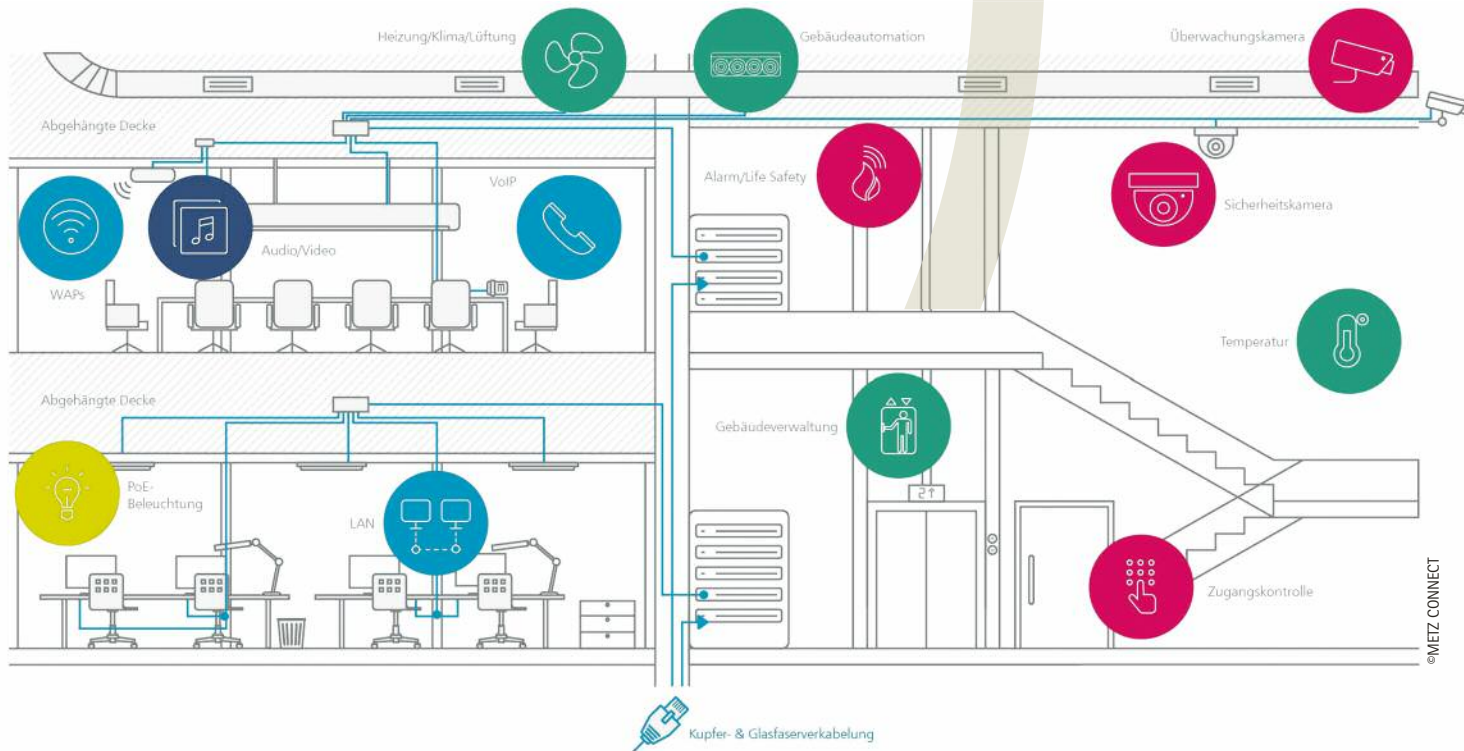 Heizung/Klima/Lüftung
Gebäudeautomation
Überwachungskamera
Abgehängte Decke
VoIP
Alarm/Life Safety
Sicherheitskamera
Audio/Video
WAPs
Temperatur
Abgehängte Decke
Gebäudeverwaltung
PoE-
Beleuchtung
LAN
2↑
Zugangskontrolle
©METZ CONNECT
Kupfer- & Glasfaserverkabelung